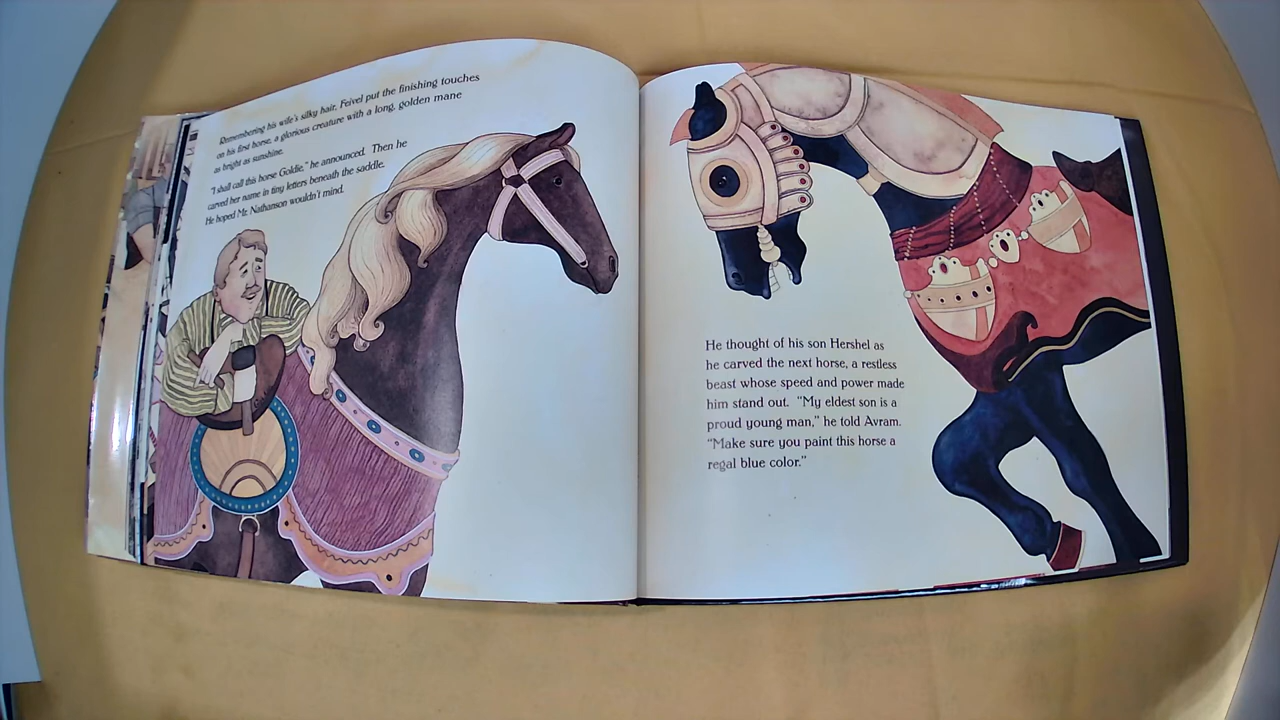 Remembering his wife's silky hair, Feivel put the finishing touches
on his first horse, a glorious creature with a long, golden mane
as bright as sunshine.
"I shall call this horse Goldie," he announced. Then he
carved her name in tiny letters beneath the saddle.
He hoped Mr. Nathanson wouldn't mind.
He thought of his son Hershel as
he carved the next horse, a restless
beast whose speed and power made
him stand out. "My eldest son is a
proud young man," he told Avram.
"Make sure you paint this horse a
regal blue color."